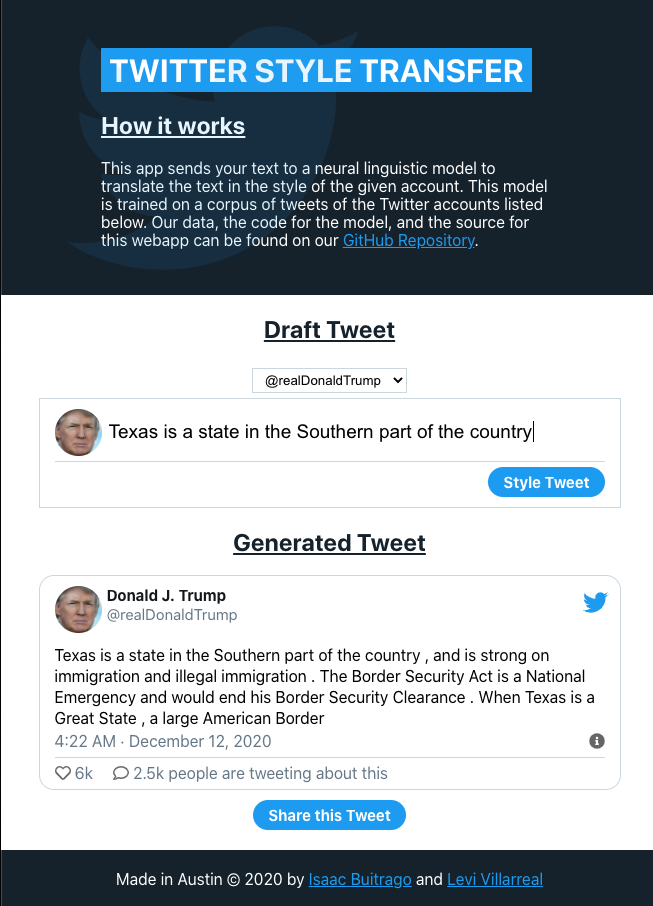 TWITTER STYLE TRANSFER
How it works
This app sends your text to a neural linguistic model to
translate the text in the style of the given account. This model
is trained on a corpus of tweets of the Twitter accounts listed
below. Our data, the code for the model, and the source for
this webapp can be found on our GitHub Repository.
Draft Tweet
@realDonaldTrump
Texas is a state in the Southern part of the country
Style Tweet
Generated Tweet
Donald J. Trump
@realDonaldTrump
Texas is a state in the Southern part of the country , and is strong on
immigration and illegal immigration . The Border Security Act is a National
Emergency and would end his Border Security Clearance . When Texas is a
Great State , a large American Border
4:22 AM · December 12, 2020
6k 2.5k people are tweeting about this
Share this Tweet
Made in Austin © 2020 by Isaac Buitrago and Levi Villarreal